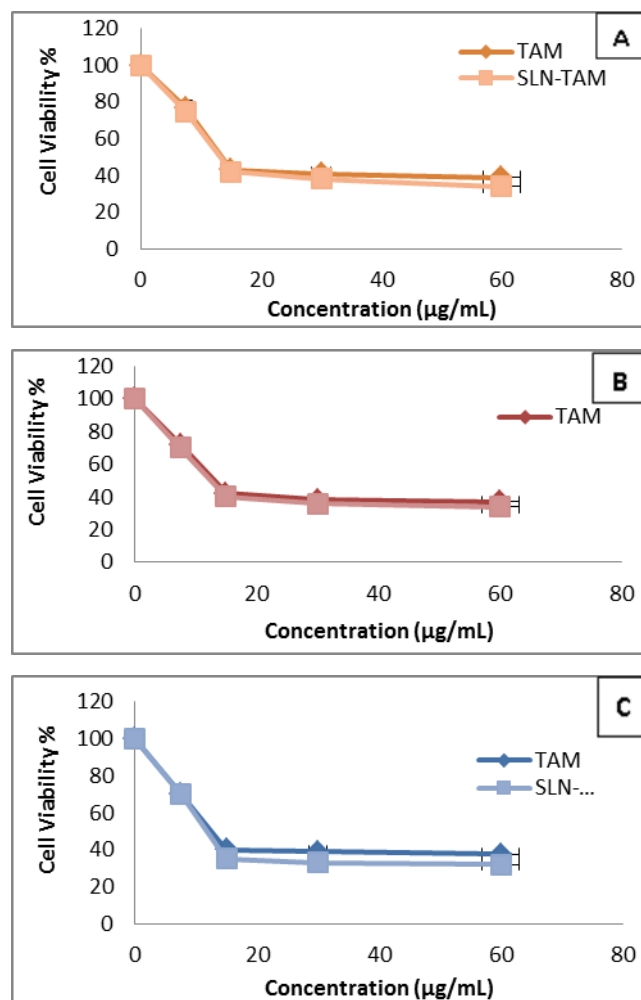 A
TAM
SLN-TAM
Cell Viability %
120
100
80
60
40
20
0
0 20 40 60 80
Concentration (µg/mL)
B
TAM
Cell Viability %
120
100
80
60
40
20
0
0 20 40 60 80
Concentration (µg/mL)
C
TAM
SLN-...
Cell Viability %
120
100
80
60
40
20
0
0 20 40 60 80
Concentration (µg/mL)